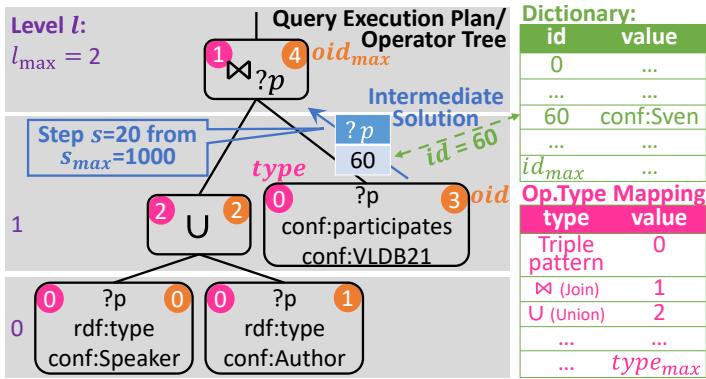 Level l:
l_max = 2
Query Execution Plan/
Operator Tree
1
4
oid_max
⋈ ?p
Intermediate
Solution
Step s=20 from
s_max=1000
?p
60
id = 60
type
oid
1
2
2
∪
0
3
?p
conf:participates
conf:VLDB21
0
0
0
?p
rdf:type
conf:Speaker
0
1
?p
rdf:type
conf:Author
Dictionary:
id value
0 ...
... ...
60 conf:Sven
... ...
id_max ...
Op.Type Mapping
type value
Triple
pattern 0
⋈ (Join) 1
∪ (Union) 2
... ...
... type_max